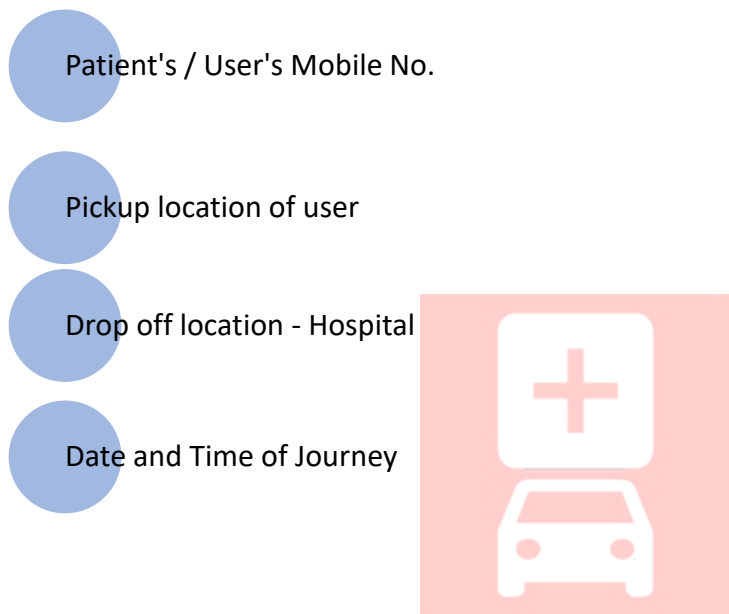 Patient's / User's Mobile No.
Pickup location of user
Drop off location - Hospital
Date and Time of Journey